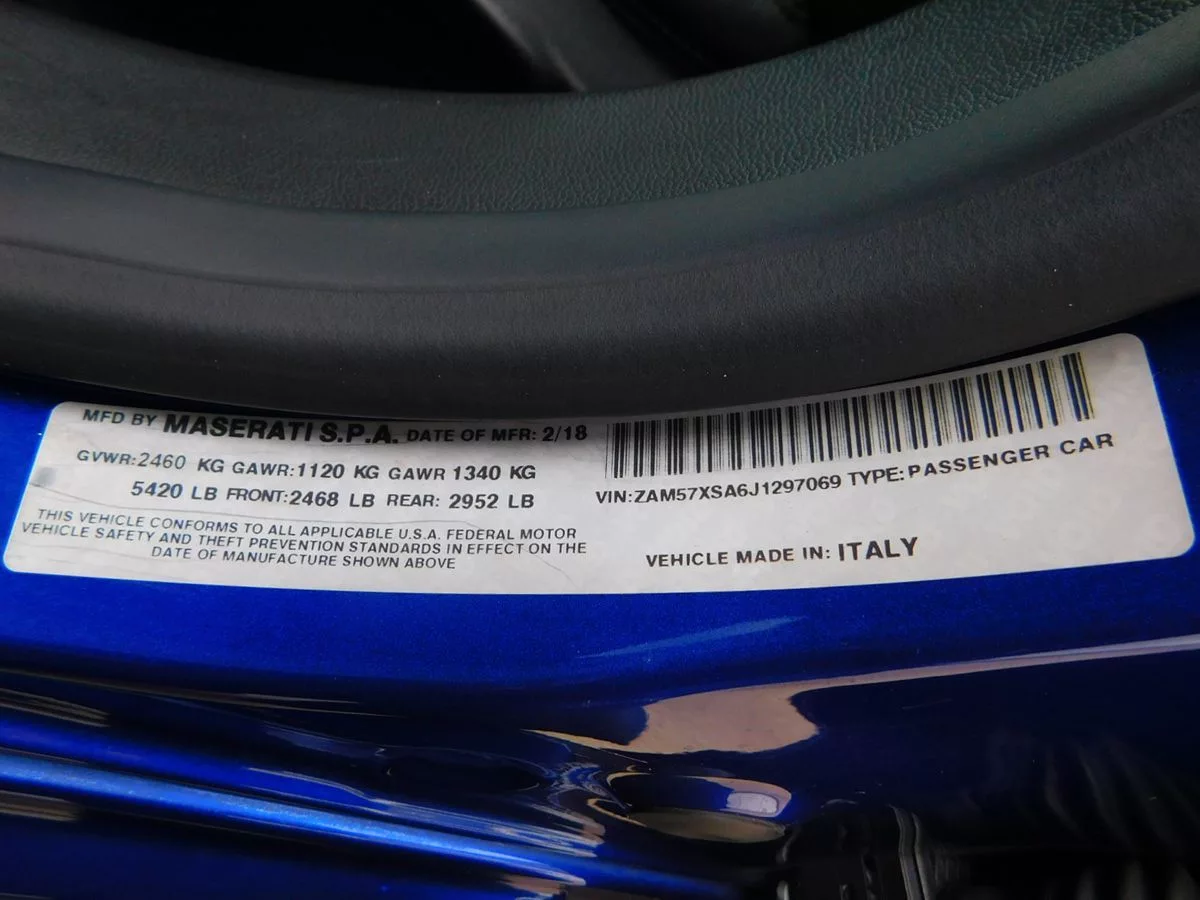 MFD BY MASERATI S.P.A. DATE OF MFR: 2/18
GVWR:2460 KG GAWR:1120 KG GAWR 1340 KG
5420 LB FRONT:2468 LB REAR: 2952 LB
THIS VEHICLE CONFORMS TO ALL APPLICABLE U.S.A. FEDERAL MOTOR
VEHICLE SAFETY AND THEFT PREVENTION STANDARDS IN EFFECT ON THE
DATE OF MANUFACTURE SHOWN ABOVE
VIN:ZAM57XSA6J1297069 TYPE:PASSENGER CAR
VEHICLE MADE IN: ITALY